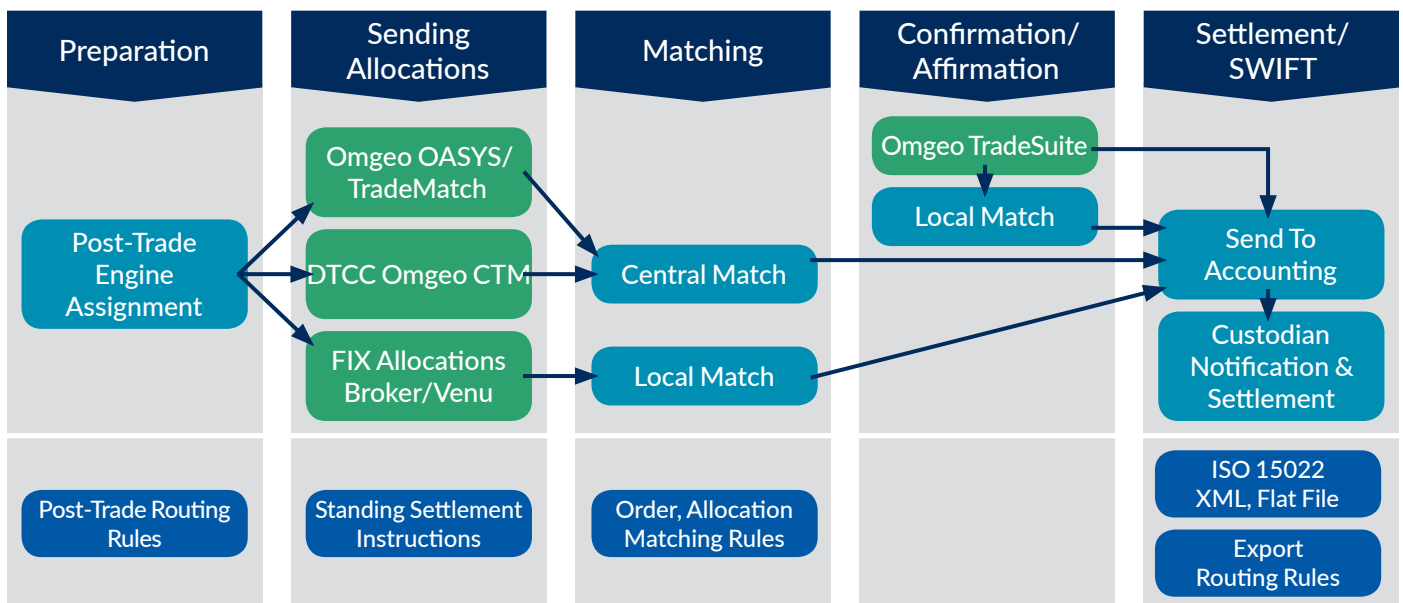 Preparation
Sending
Allocations
Matching
Confirmation/
Affirmation
Settlement/
SWIFT
Post-Trade
Engine
Assignment
Omgeo OASYS/
TradeMatch
DTCC Omgeo CTM
FIX Allocations
Broker/Venu
Central Match
Local Match
Omgeo TradeSuite
Local Match
Send To
Accounting
Custodian
Notification &
Settlement
Post-Trade Routing
Rules
Standing Settlement
Instructions
Order, Allocation
Matching Rules
ISO 15022
XML, Flat File
Export
Routing Rules